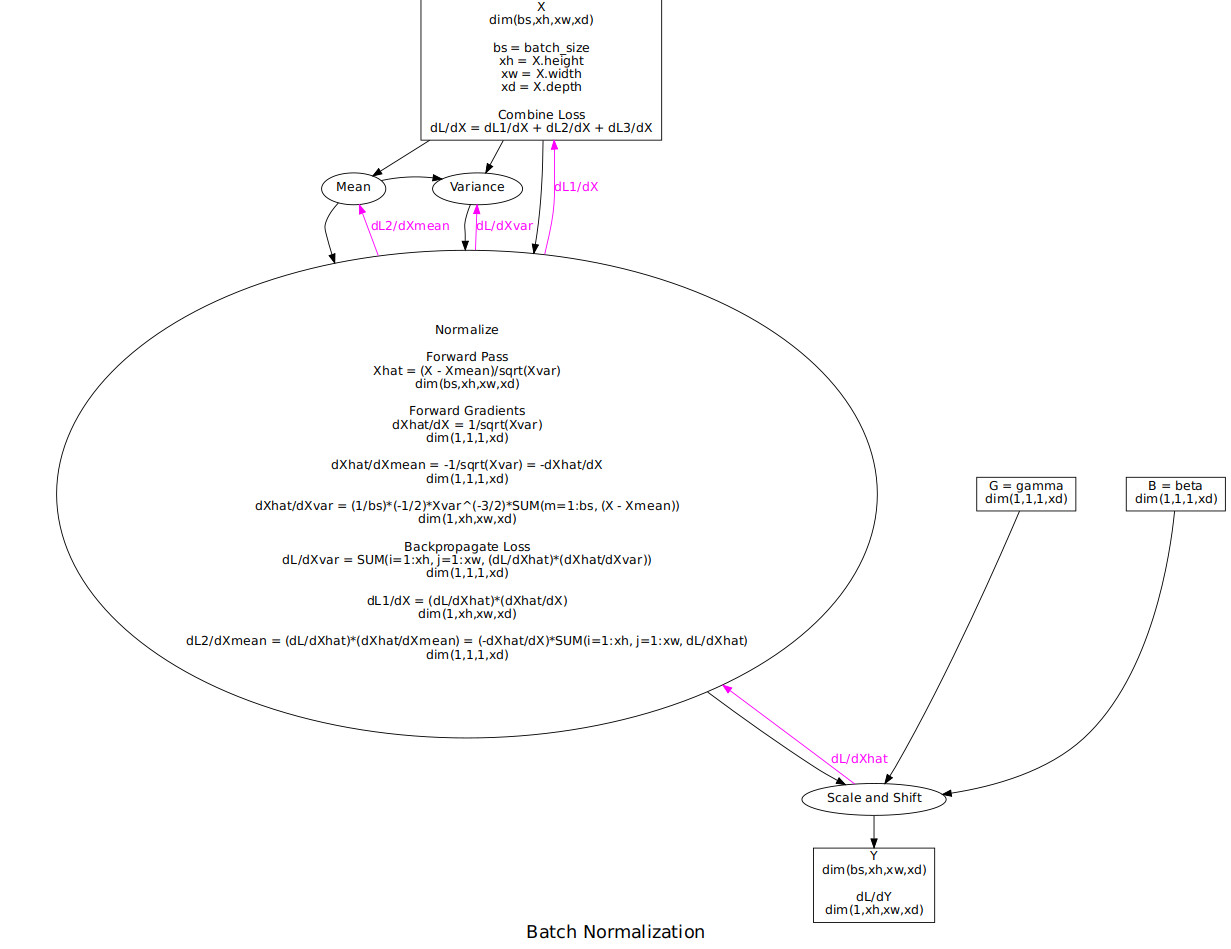 X
dim(bs,xh,xw,xd)
bs = batch_size
xh = X.height
xw = X.width
xd = X.depth
Combine Loss
dL/dX = dL1/dX + dL2/dX + dL3/dX
Mean
Variance
dL1/dX
dL2/dXmean
dL/dXvar
Normalize
Forward Pass
Xhat = (X - Xmean)/sqrt(Xvar)
dim(bs,xh,xw,xd)
Forward Gradients
dXhat/dX = 1/sqrt(Xvar)
dim(1,1,1,xd)
dXhat/dXmean = -1/sqrt(Xvar) = -dXhat/dX
dim(1,1,1,xd)
dXhat/dXvar = (1/bs)*(-1/2)*Xvar^(-3/2)*SUM(m=1:bs, (X - Xmean))
dim(1,xh,xw,xd)
Backpropagate Loss
dL/dXvar = SUM(i=1:xh, j=1:xw, (dL/dXhat)*(dXhat/dXvar))
dim(1,1,1,xd)
dL1/dX = (dL/dXhat)*(dXhat/dX)
dim(1,xh,xw,xd)
dL2/dXmean = (dL/dXhat)*(dXhat/dXmean) = (-dXhat/dX)*SUM(i=1:xh, j=1:xw, dL/dXhat)
dim(1,1,1,xd)
G = gamma
dim(1,1,1,xd)
B = beta
dim(1,1,1,xd)
dL/dXhat
Scale and Shift
Y
dim(bs,xh,xw,xd)
dL/dY
dim(1,xh,xw,xd)
Batch Normalization